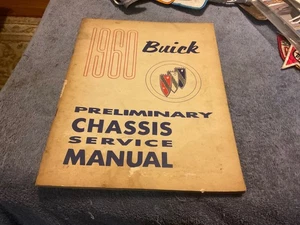 1960 Buick
PRELIMINARY
CHASSIS
SERVICE
MANUAL